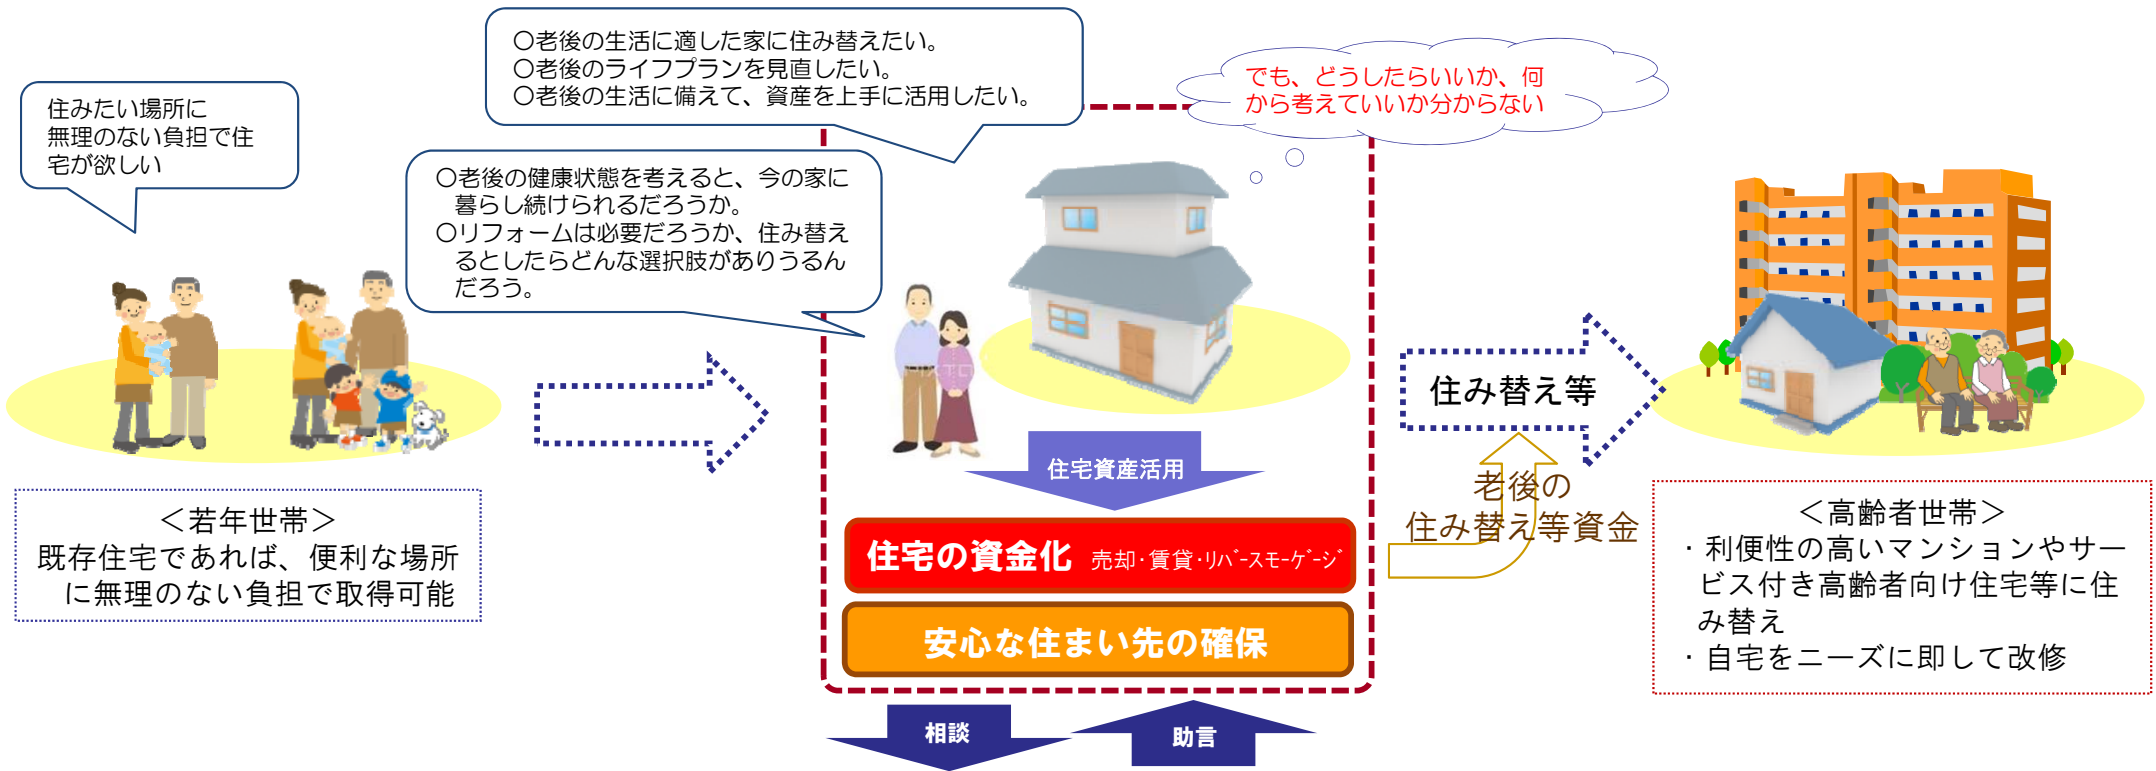 住みたい場所に
無理のない負担で住
宅が欲しい
〇老後の生活に適した家に住み替えたい。
〇老後のライフプランを見直したい。
〇老後の生活に備えて、資産を上手に活用したい。
〇老後の健康状態を考えると、今の家に
暮らし続けられるだろうか。
〇リフォームは必要だろうか、住み替え
るとしたらどんな選択肢がありうるん
だろう。
でも、どうしたらいいか、何
から考えていいか分からない
住宅資産活用
住宅の資金化 売却・賃貸・リバースモーゲージ
安心な住まい先の確保
相談
助言
住み替え等
老後の
住み替え等資金
＜若年世帯＞
既存住宅であれば、便利な場所
に無理のない負担で取得可能
＜高齢者世帯＞
・利便性の高いマンションやサー
ビス付き高齢者向け住宅等に住
み替え
・自宅をニーズに即して改修